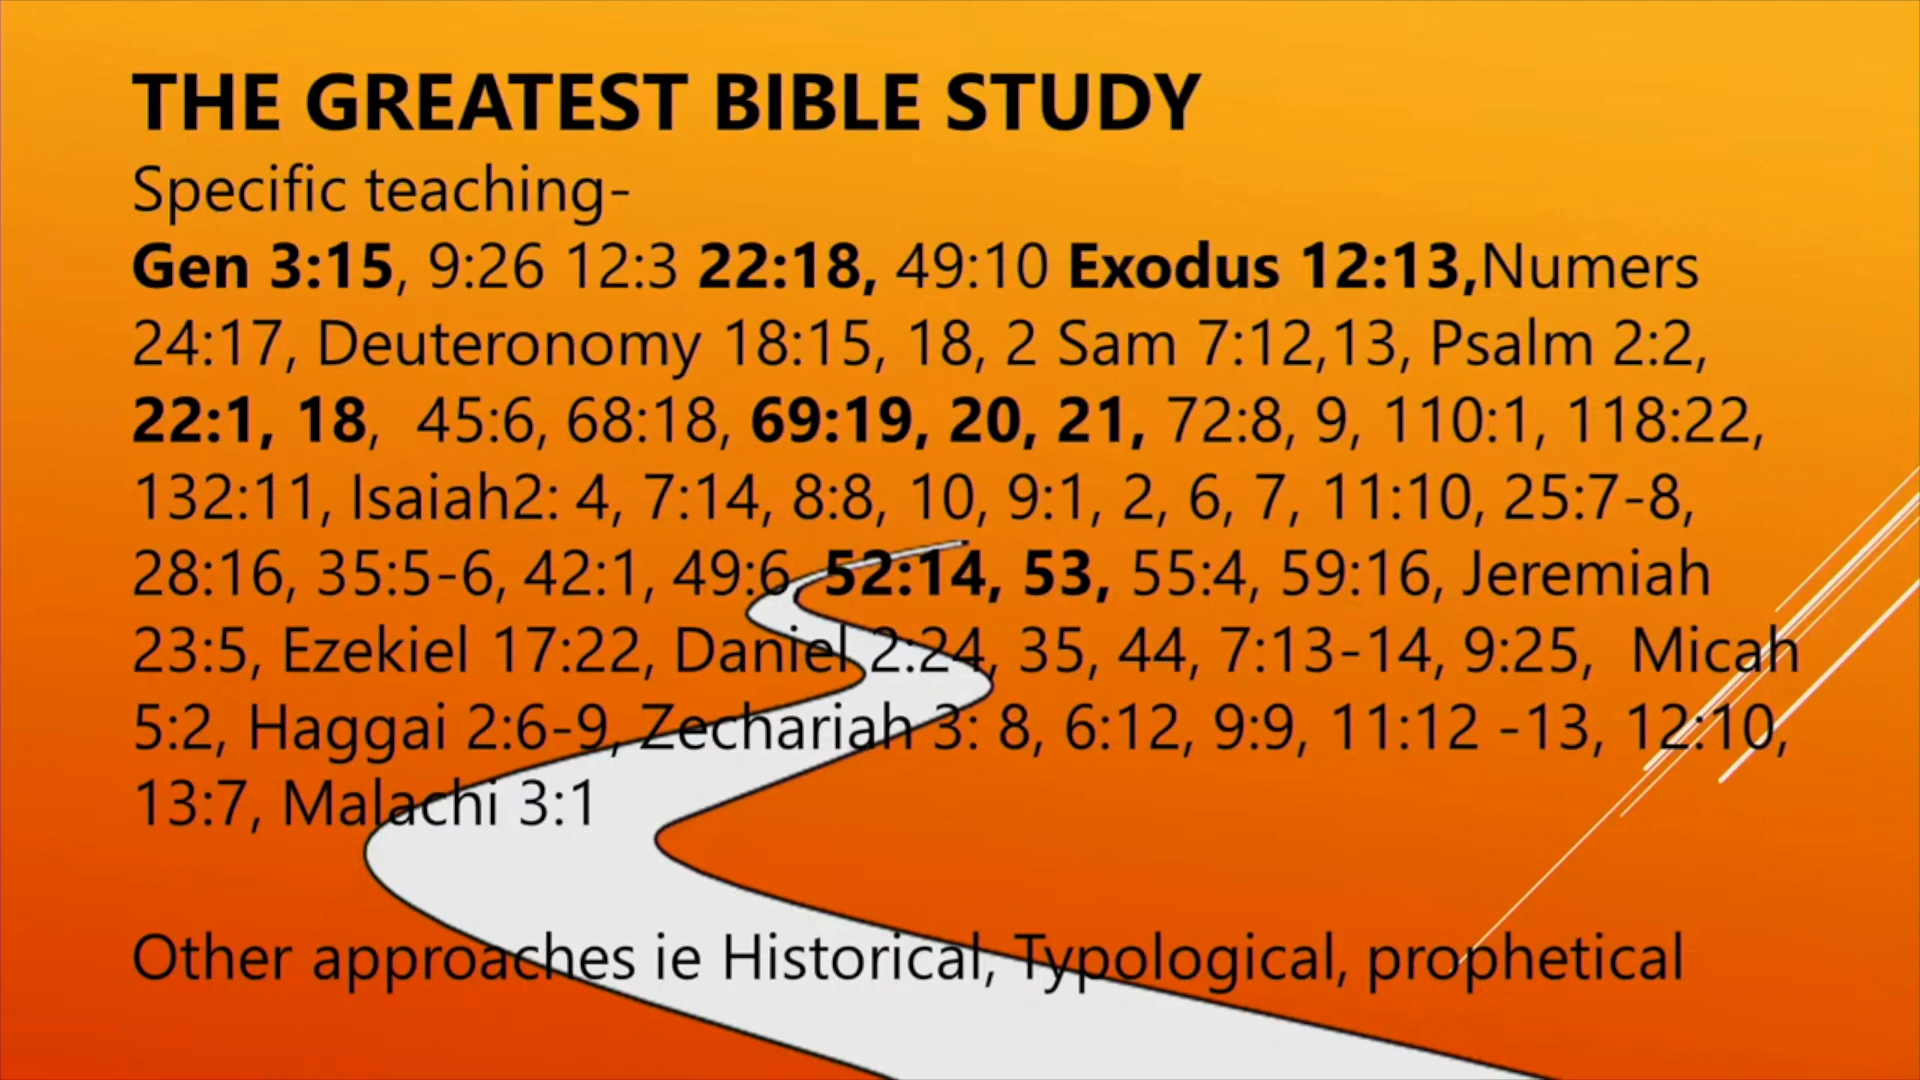 THE GREATEST BIBLE STUDY
Specific teaching-
Gen 3:15, 9:26 12:3 22:18, 49:10 Exodus 12:13,Numers
24:17, Deuteronomy 18:15, 18, 2 Sam 7:12,13, Psalm 2:2,
22:1, 18,  45:6, 68:18, 69:19, 20, 21, 72:8, 9, 110:1, 118:22,
132:11, Isaiah2: 4, 7:14, 8:8, 10, 9:1, 2, 6, 7, 11:10, 25:7-8,
28:16, 35:5-6, 42:1, 49:6, 52:14, 53, 55:4, 59:16, Jeremiah
23:5, Ezekiel 17:22, Daniel 2:24, 35, 44, 7:13-14, 9:25,  Micah
5:2, Haggai 2:6-9, Zechariah 3: 8, 6:12, 9:9, 11:12 -13, 12:10,
13:7, Malachi 3:1
Other approaches ie Historical, Typological, prophetical